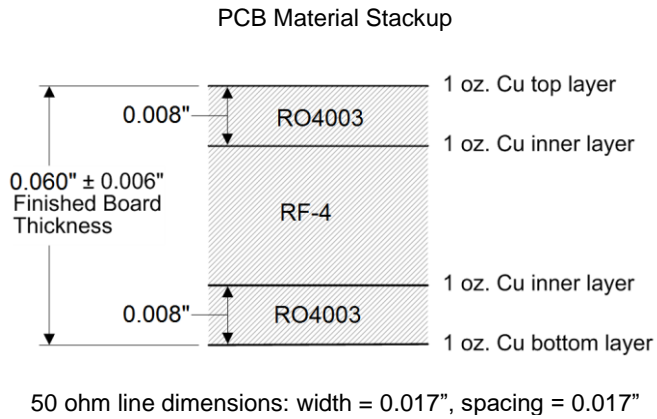 PCB Material Stackup
1 oz. Cu top layer
0.008"
RO4003
1 oz. Cu inner layer
0.060" ± 0.006"
Finished Board
Thickness
RF-4
1 oz. Cu inner layer
0.008"
RO4003
1 oz. Cu bottom layer
50 ohm line dimensions: width = 0.017”, spacing = 0.017”